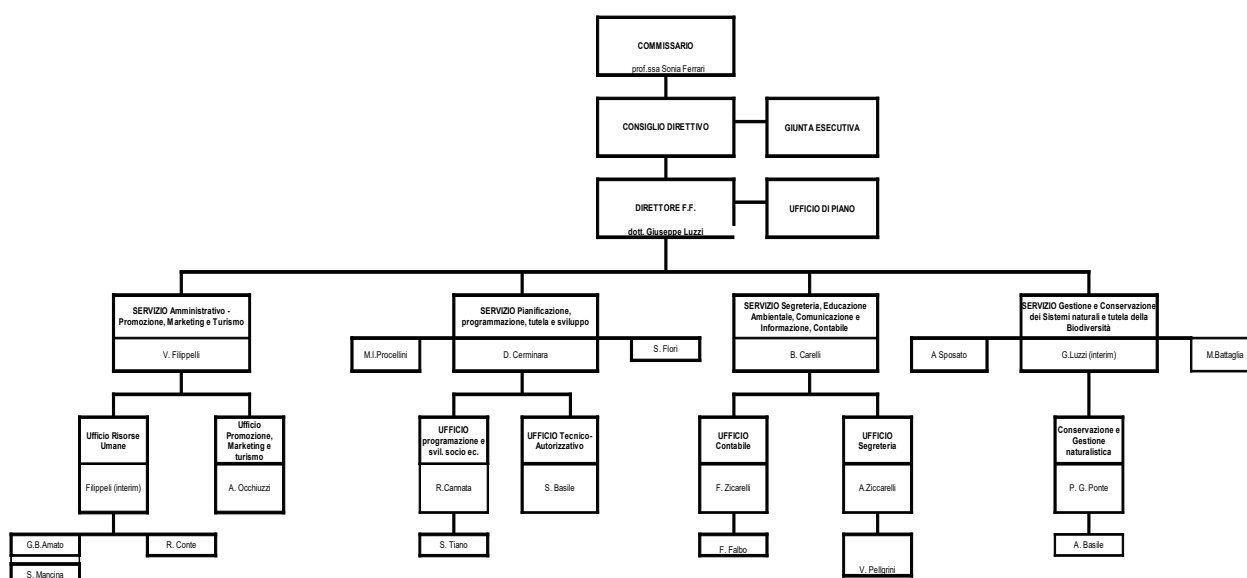 COMMISSARIO
prof.ssa Sonia Ferrari
CONSIGLIO DIRETTIVO
GIUNTA ESECUTIVA
DIRETTORE F.F.
dott. Giuseppe Luzzi
UFFICIO DI PIANO
SERVIZIO Amministrativo -
Promozione, Marketing e Turismo
V. Filippelli
SERVIZIO Pianificazione,
programmazione, tutela e sviluppo
M.I.Procellini
D. Cerminara
S. Flori
SERVIZIO Segreteria, Educazione
Ambientale, Comunicazione e
Informazione, Contabile
B. Carelli
SERVIZIO Gestione e Conservazione
dei Sistemi naturali e tutela della
Biodiversità
A Sposato
G.Luzzi (interim)
M.Battaglia
Ufficio Risorse
Umane
Filippeli (interim)
Ufficio
Promozione,
Marketing e
turismo
A. Occhiuzzi
UFFICIO
programazione e
svil. socio ec.
R.Cannata
UFFICIO Tecnico-
Autorizzativo
S. Basile
UFFICIO
Contabile
F. Zicarelli
UFFICIO
Segreteria
A.Ziccarelli
Conservazione e
Gestione
naturalistica
P. G. Ponte
G.B.Amato
R. Conte
S. Mancina
S. Tiano
F. Falbo
V. Pellgrini
A. Basile